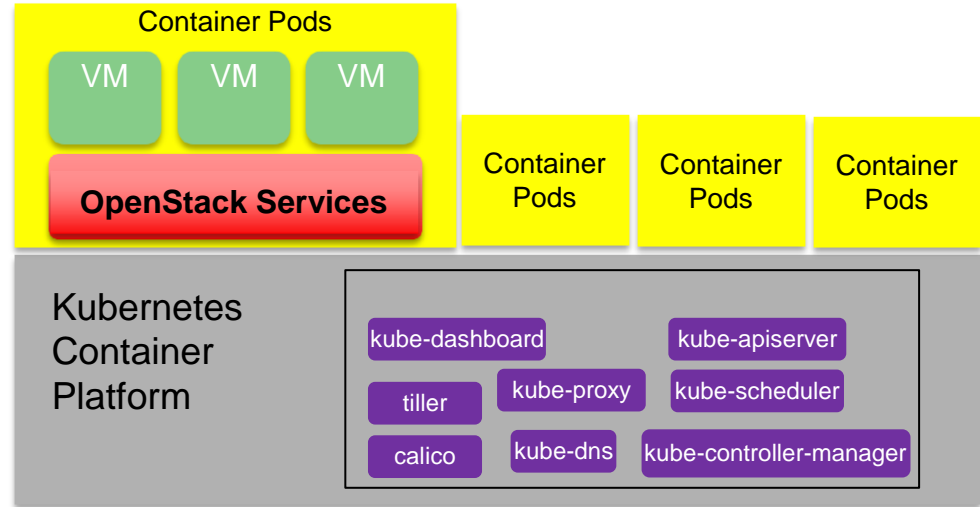 Container Pods
VM VM VM
OpenStack Services
Container
Pods
Container
Pods
Container
Pods
Kubernetes
Container
Platform
kube-dashboard
kube-apiserver
tiller
kube-proxy
kube-scheduler
calico
kube-dns
kube-controller-manager